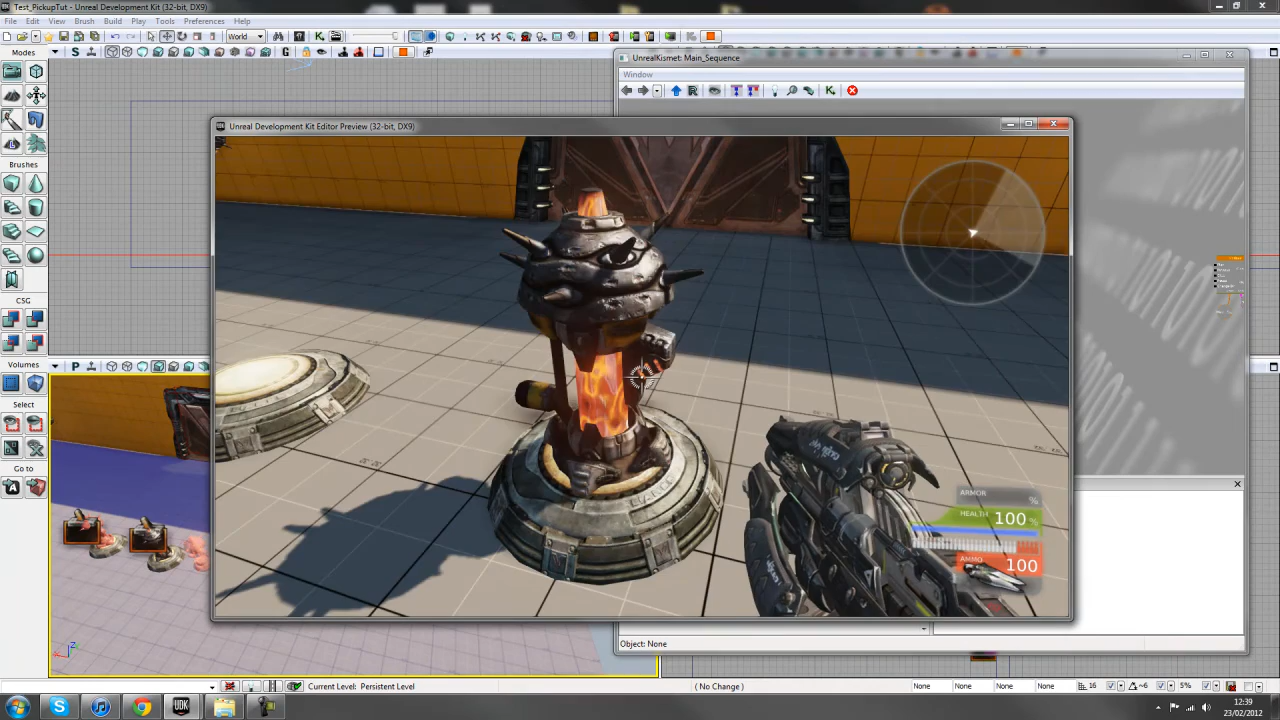 Test_PickupTut - Unreal Development Kit (32-bit, DX9)
File Edit View Brush Build Play Tools Preferences Help
World
Modes
UnrealKismet: Main_Sequence
Window
Unreal Development Kit Editor Preview (32-bit, DX9)
Brushes
CSG
Volumes
Select
Go to
ARMOR %
HEALTH 100 %
AMMO 100
Object: None
Current Level: Persistent Level
( No Change )
None None None None 16 ~6 5%
12:39
23/02/2012
UDK